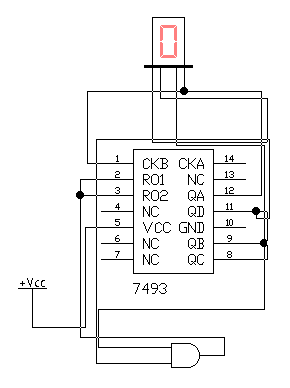 0
1 CKB CKA 14
2 RO1 NC 13
3 RO2 QA 12
4 NC QD 11
5 VCC GND 10
6 NC QB 9
7 NC QC 8
7493
+Vcc